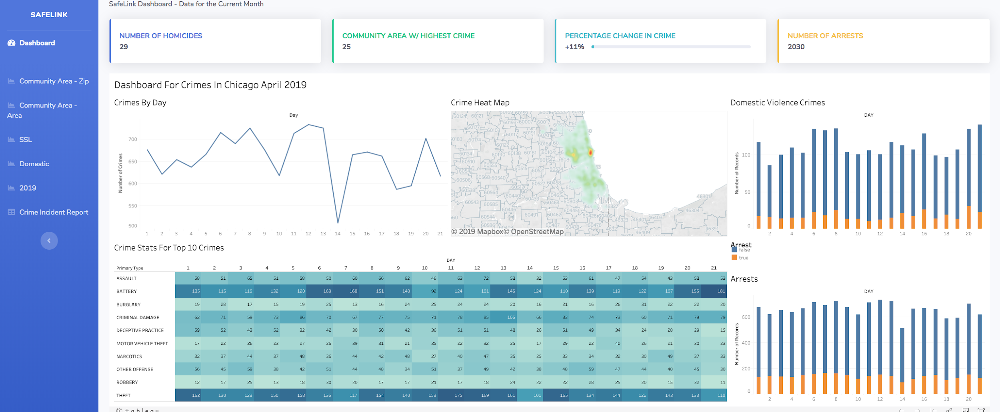 SAFELINK
Dashboard
Community Area - Zip
Community Area -
Area
SSL
Domestic
2019
Crime Incident Report
SafeLink Dashboard - Data for the Current Month
NUMBER OF HOMICIDES
29
COMMUNITY AREA W/ HIGHEST CRIME
25
PERCENTAGE CHANGE IN CRIME
+11%
NUMBER OF ARRESTS
2030
Dashboard For Crimes In Chicago April 2019
Crimes By Day
Day
Number of Crimes
700
650
600
550
500
1 2 3 4 5 6 7 8 9 10 11 12 13 14 15 16 17 18 19 20 21
Crime Heat Map
60124 60121 60169 60159 60016
60193 60007 60017
60177 60103 60117 60191
60183 60174 60122 60164
60134 60190 60138 60181 60104
60510 60555 60154
60542 60515 60521 60534
60506 60568 60540
60538 60564 60517 60527 60458
60440 60439 60465 46301
60543 60585 60446 60464 60803 46327 46304
60544 60491 60462 60445
60586 60487 60426 60409 46323 46401 46403
60478 60476 46321 46409 46391
© 2019 Mapbox© OpenStreetMap
Domestic Violence Crimes
DAY
Number of Records
100
50
0
2 4 6 8 10 12 14 16 18 20
Arrest
false
true
Crime Stats For Top 10 Crimes
DAY
Primary Type 1 2 3 4 5 6 7 8 9 10 11 12 13 14 15 16 17 18 19 20 21
ASSAULT 58 51 65 51 58 50 60 66 62 46 63 72 53 32 53 61 47 54 43 53 53
BATTERY 135 115 116 132 120 163 168 151 140 92 124 101 146 124 110 139 119 122 107 155 181
BURGLARY 19 28 17 15 19 25 13 16 24 25 24 24 20 16 21 16 26 31 22 22 20
CRIMINAL DAMAGE 62 71 59 73 86 70 67 77 75 71 78 85 106 66 83 74 73 60 71 79 79
DECEPTIVE PRACTICE 59 52 43 52 32 42 30 50 42 36 51 51 48 26 51 49 34 24 28 29 15
MOTOR VEHICLE THEFT 17 22 26 23 27 26 39 31 21 35 22 32 25 17 29 22 40 26 21 30 23
NARCOTICS 32 37 44 37 48 36 44 42 48 27 40 47 35 25 33 34 32 30 49 37 33
OTHER OFFENSE 56 45 59 38 42 51 44 48 34 51 37 49 42 38 48 59 47 44 40 45 30
ROBBERY 12 17 25 13 18 30 20 17 17 21 17 18 24 22 22 28 25 20 15 32 11
THEFT 162 130 128 150 158 136 117 154 140 153 175 169 161 101 165 134 144 122 143 138 110
Arrests
DAY
Number of Records
600
400
200
0
2 4 6 8 10 12 14 16 18 20
+ a b l e a u